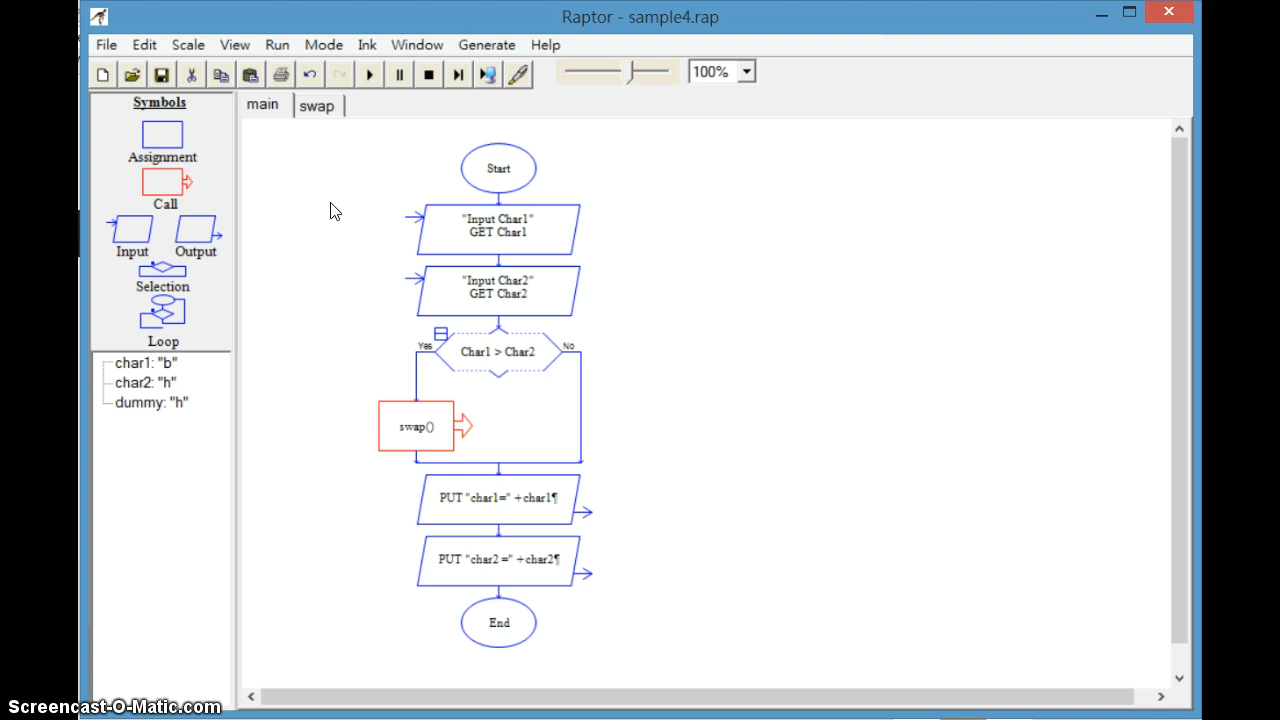 Raptor - sample4.rap
File Edit Scale View Run Mode Ink Window Generate Help
100%
Symbols
Assignment
Call
Input Output
Selection
Loop
char1: "b"
char2: "h"
dummy: "h"
main swap
Start
"Input Char1"
GET Char1
"Input Char2"
GET Char2
Yes Char1 > Char2 No
swap()
PUT "char1=" +char1¶
PUT "char2 =" +char2¶
End
Screencast-O-Matic.com